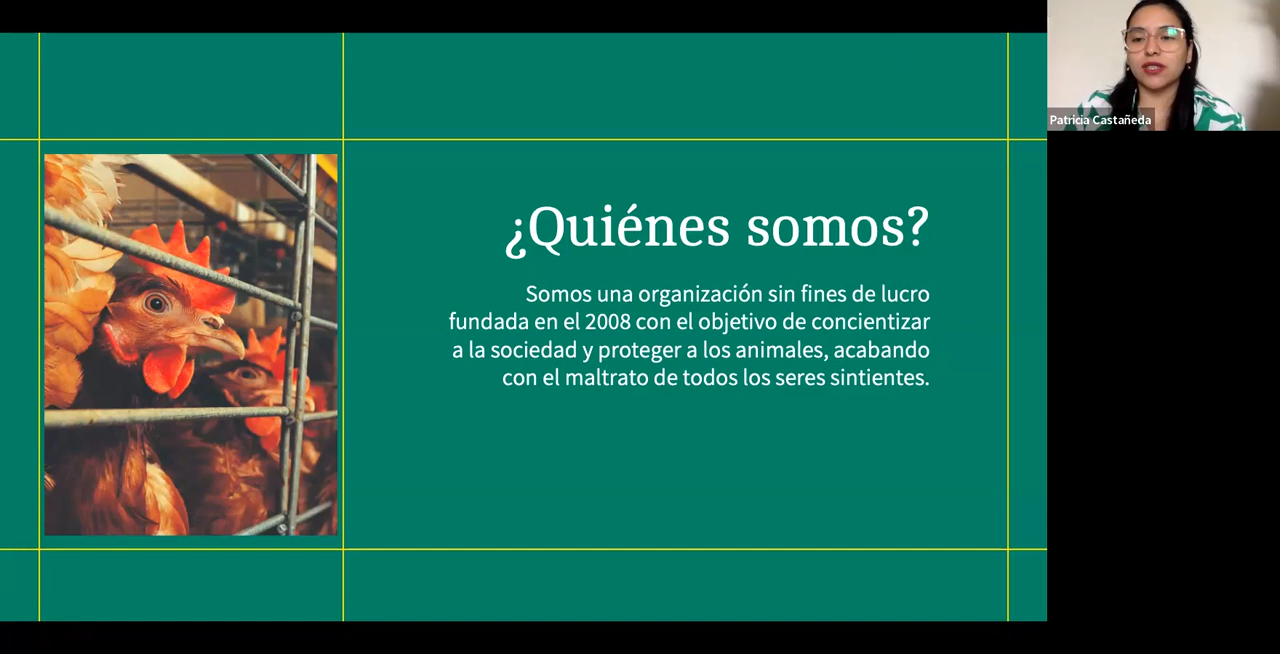 ¿Quiénes somos?
Somos una organización sin fines de lucro
fundada en el 2008 con el objetivo de concientizar
a la sociedad y proteger a los animales, acabando
con el maltrato de todos los seres sintientes.
Patricia Castañeda